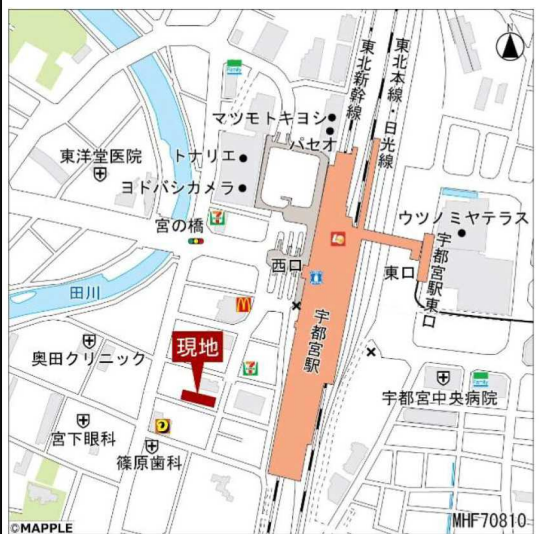 N
東北新幹線
東北本線・日光線
Family
マツモトキヨシ
パセオ
東洋堂医院
トナリエ
ヨドバシカメラ
ウツノミヤテラス
宮の橋
7
西口
東口
宇都宮駅東口
田川
宇都宮駅
奥田クリニック
現地
7
宇都宮中央病院
宮下眼科
篠原歯科
©MAPPLE
MHF70810